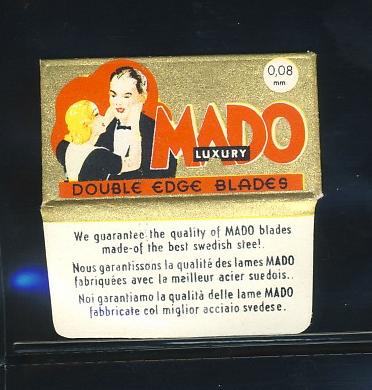 0,08
mm
MADO
LUXURY
DOUBLE EDGE BLADES
We guarantee the quality of MADO blades
made-of the best swedish steel.
Nous garantissons la qualité des lames MADO
fabriquées avec le meilleur acier suedois..
Noi garantiamo la qualità delle lame MADO
fabbricate col miglior acciaio svedese.